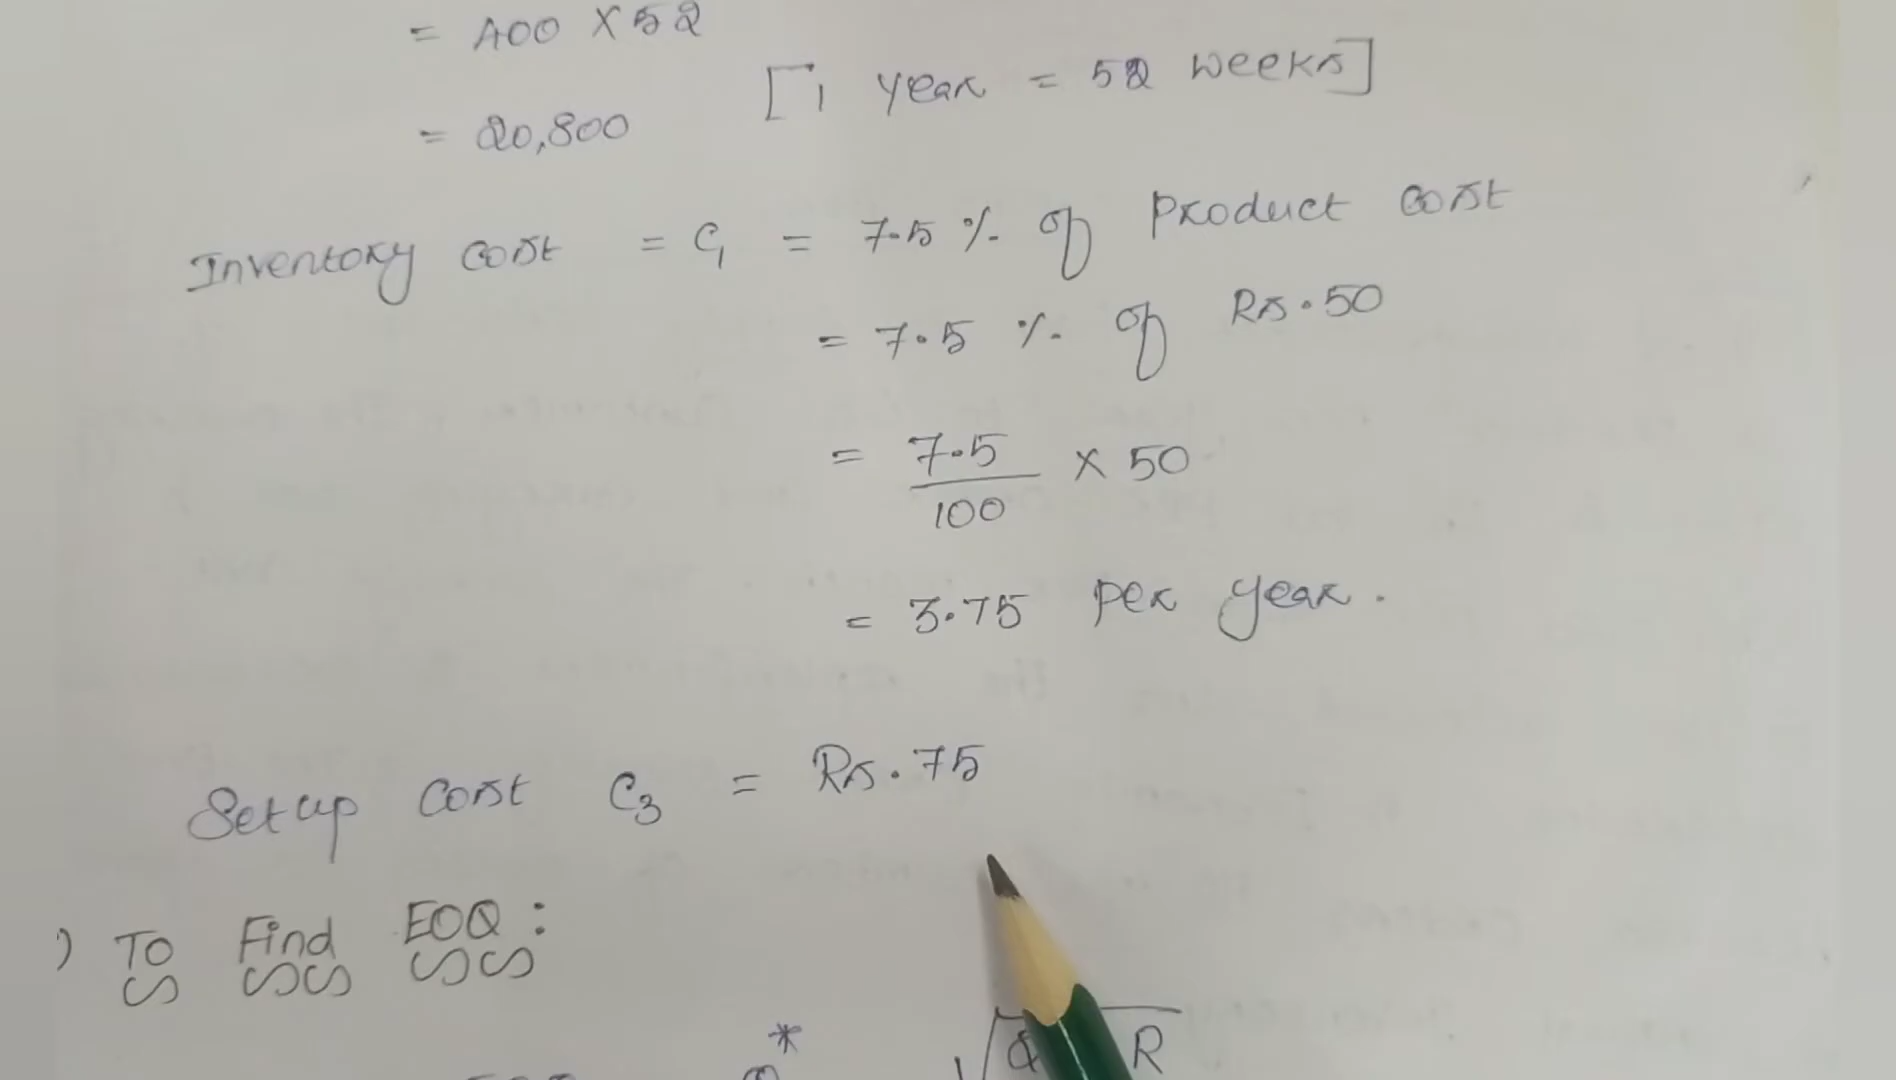 = 400 X 52
[∵ 1 year = 52 weeks]
= 20,800
Inventory cost = C1 = 7.5 % of Product cost
= 7.5 % of Rs. 50
= 7.5/100 X 50
= 3.75 per year.
Setup cost C3 = Rs. 75
) TO Find EOQ:
* √ R